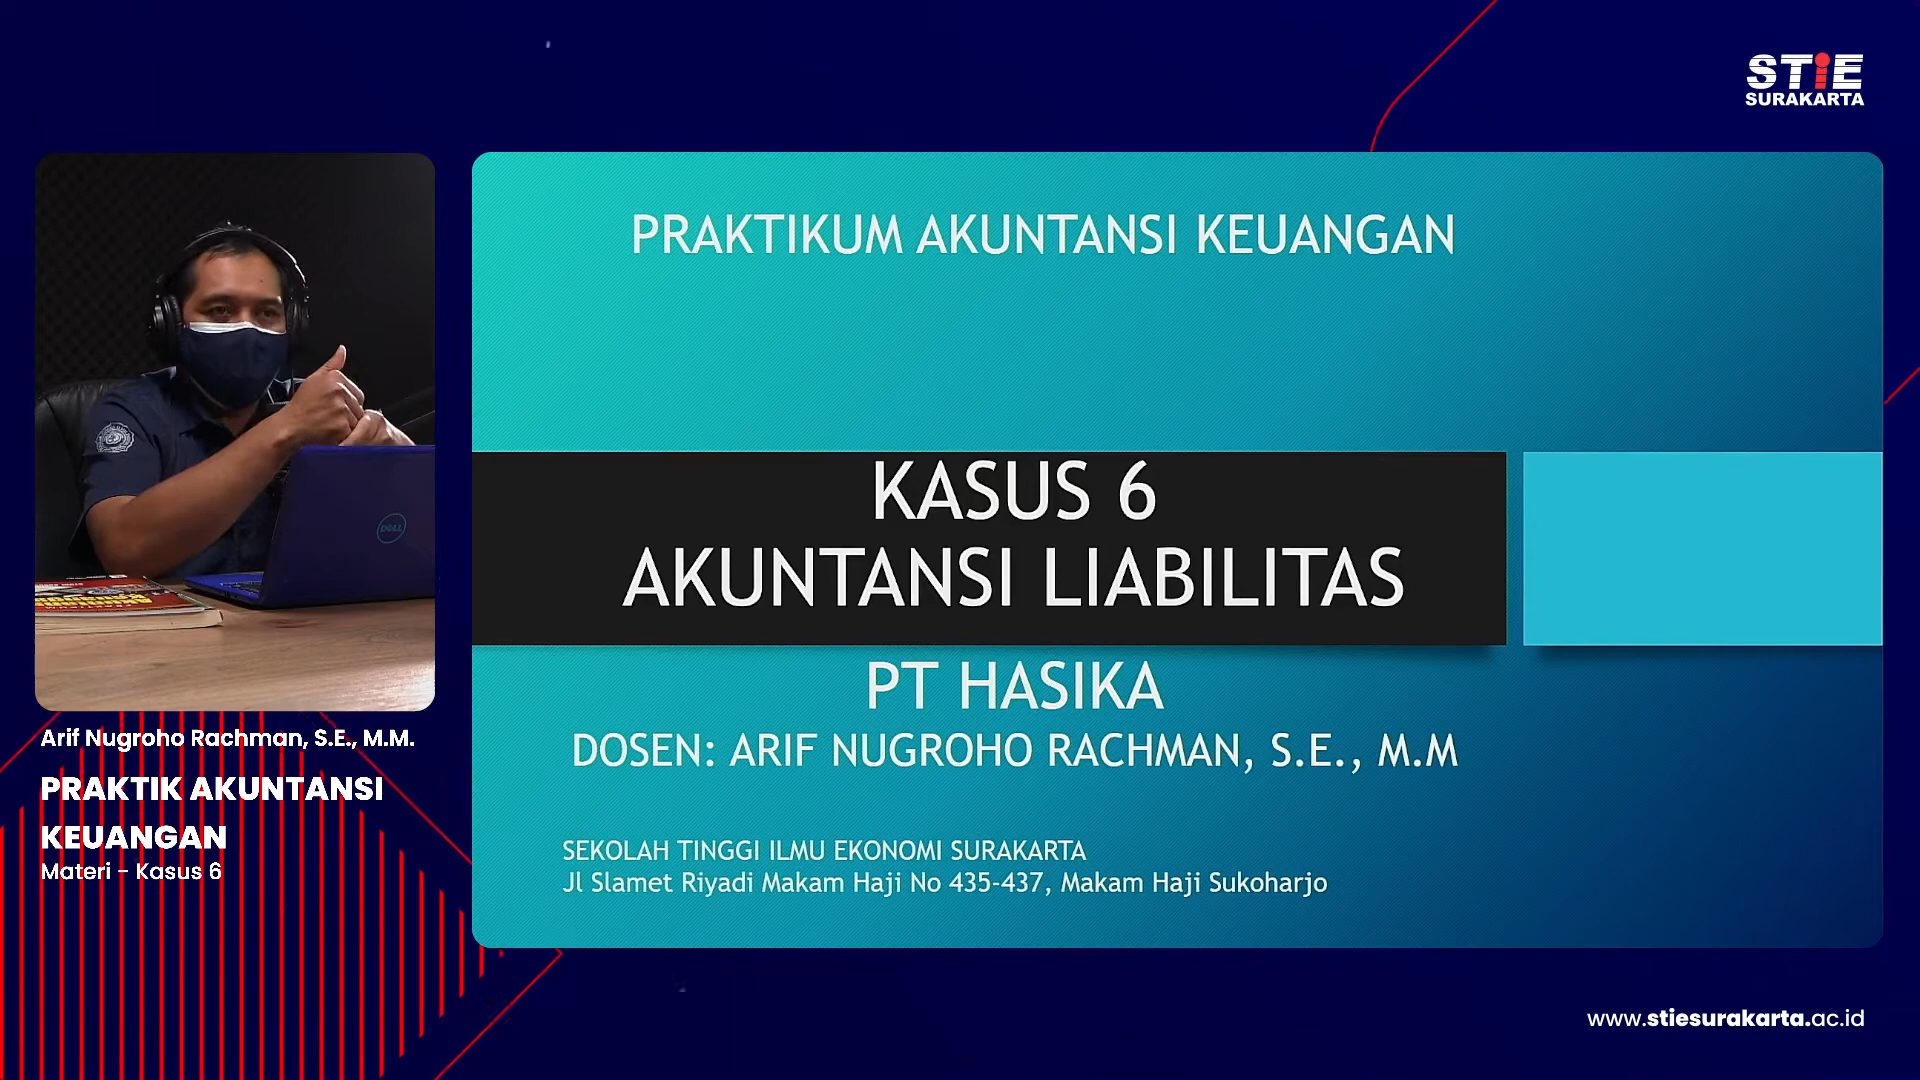 STiE
SURAKARTA
PRAKTIKUM AKUNTANSI KEUANGAN
KASUS 6
AKUNTANSI LIABILITAS
PT HASIKA
DOSEN: ARIF NUGROHO RACHMAN, S.E., M.M
SEKOLAH TINGGI ILMU EKONOMI SURAKARTA
Jl Slamet Riyadi Makam Haji No 435-437, Makam Haji Sukoharjo
DELL
Arif Nugroho Rachman, S.E., M.M.
PRAKTIK AKUNTANSI
KEUANGAN
Materi - Kasus 6
www.stiesurakarta.ac.id